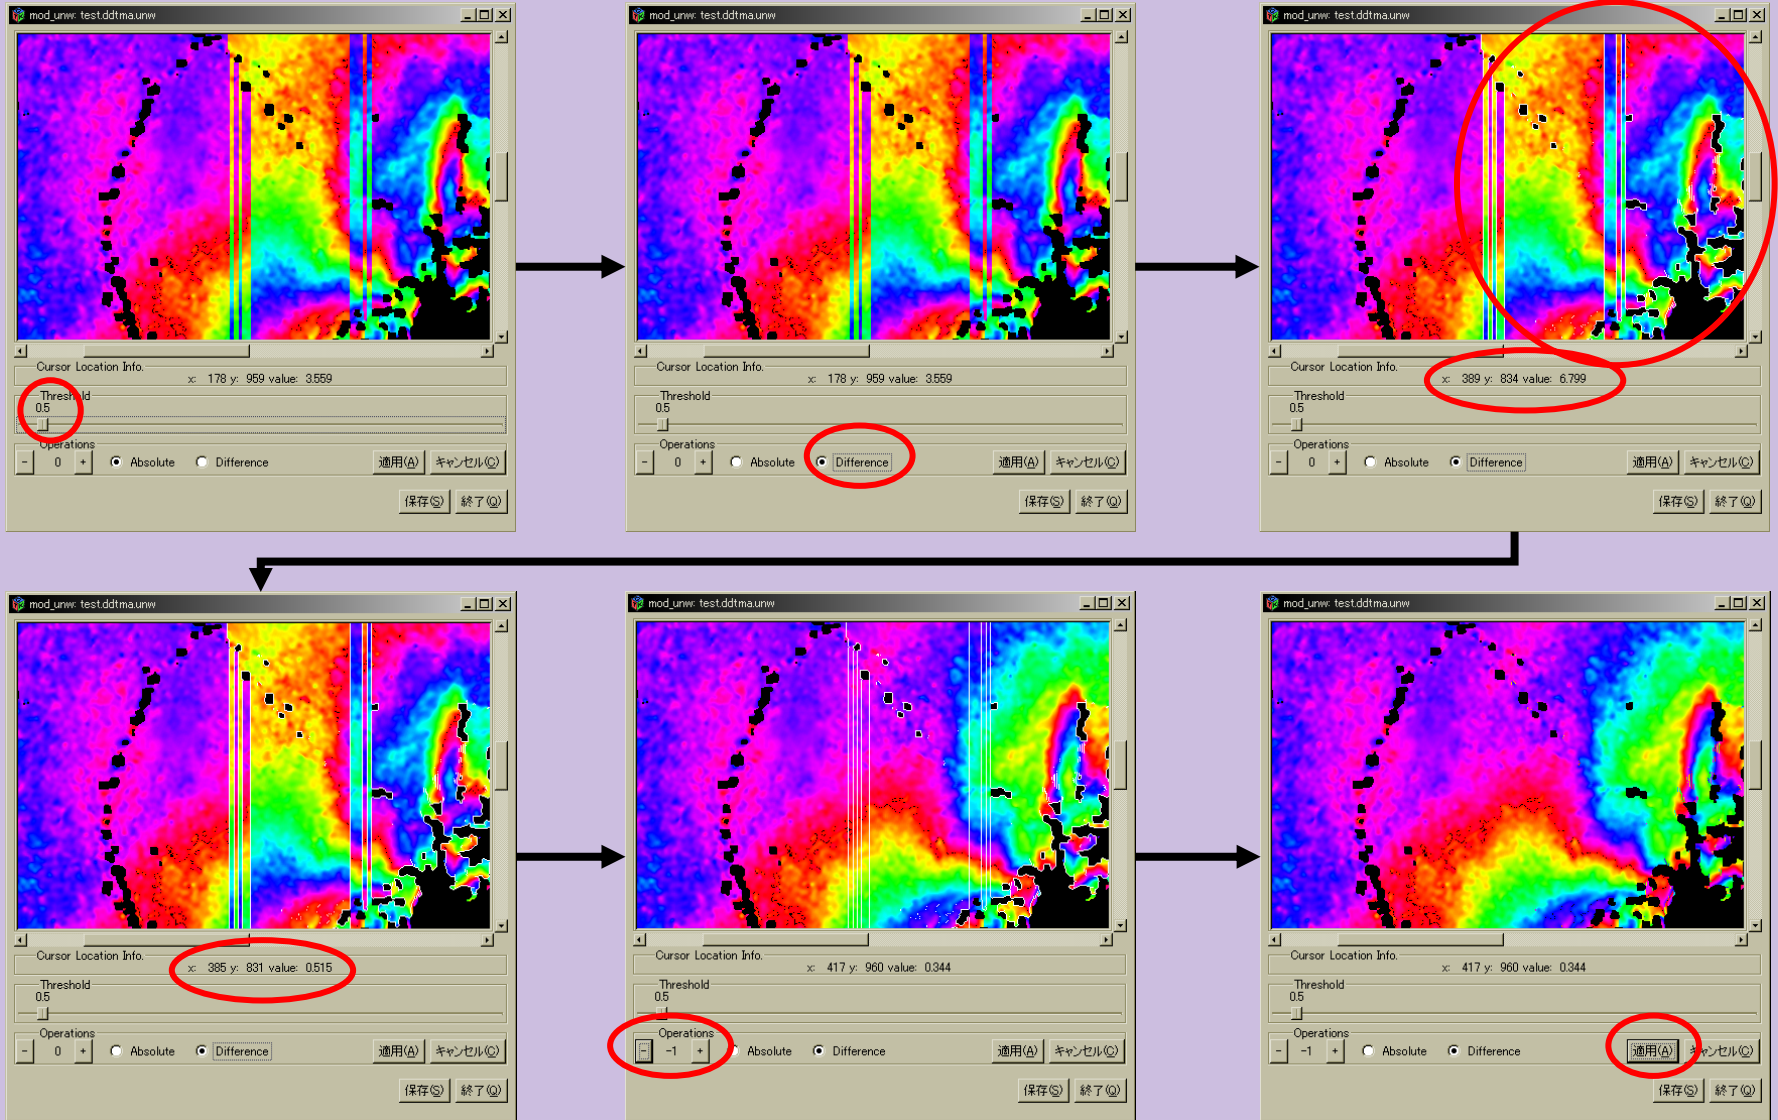 mod_unw: test.ddtma.unw
Cursor Location Info.
x: 178 y: 959 value: 3.559
Threshold
0.5
Operations
- 0 + Absolute Difference 適用(A) キャンセル(C)
保存(S) 終了(Q)
mod_unw: test.ddtma.unw
Cursor Location Info.
x: 178 y: 959 value: 3.559
Threshold
0.5
Operations
- 0 + Absolute Difference 適用(A) キャンセル(C)
保存(S) 終了(Q)
mod_unw: test.ddtma.unw
Cursor Location Info.
x: 389 y: 834 value: 6.799
Threshold
0.5
Operations
- 0 + Absolute Difference 適用(A) キャンセル(C)
保存(S) 終了(Q)
mod_unw: test.ddtma.unw
Cursor Location Info.
x: 385 y: 831 value: 0.515
Threshold
0.5
Operations
- 0 + Absolute Difference 適用(A) キャンセル(C)
保存(S) 終了(Q)
mod_unw: test.ddtma.unw
Cursor Location Info.
x: 417 y: 960 value: 0.344
Threshold
0.5
Operations
- -1 + Absolute Difference 適用(A) キャンセル(C)
保存(S) 終了(Q)
mod_unw: test.ddtma.unw
Cursor Location Info.
x: 417 y: 960 value: 0.344
Threshold
0.5
Operations
- -1 + Absolute Difference 適用(A) キャンセル(C)
保存(S) 終了(Q)